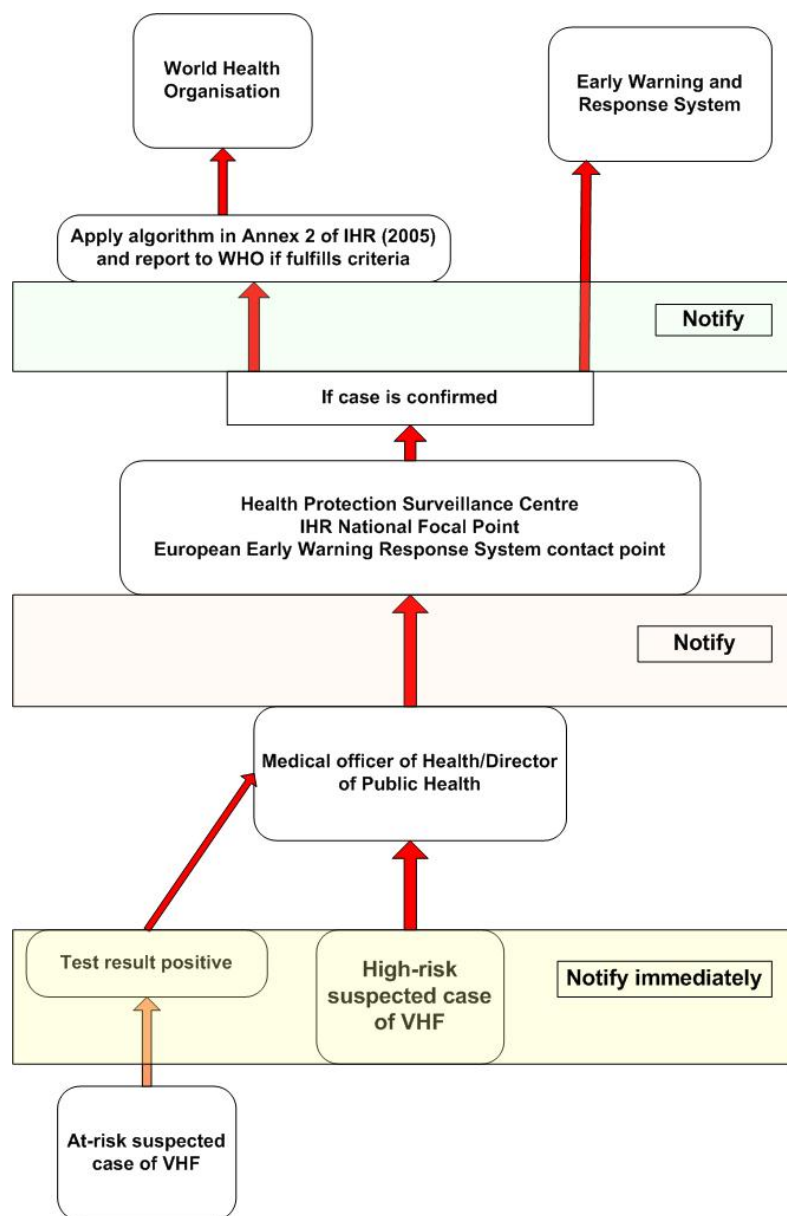 World Health
Organisation
Early Warning and
Response System
Apply algorithm in Annex 2 of IHR (2005)
and report to WHO if fulfills criteria
Notify
If case is confirmed
Health Protection Surveillance Centre
IHR National Focal Point
European Early Warning Response System contact point
Notify
Medical officer of Health/Director
of Public Health
Test result positive
High-risk
suspected case
of VHF
Notify immediately
At-risk suspected
case of VHF